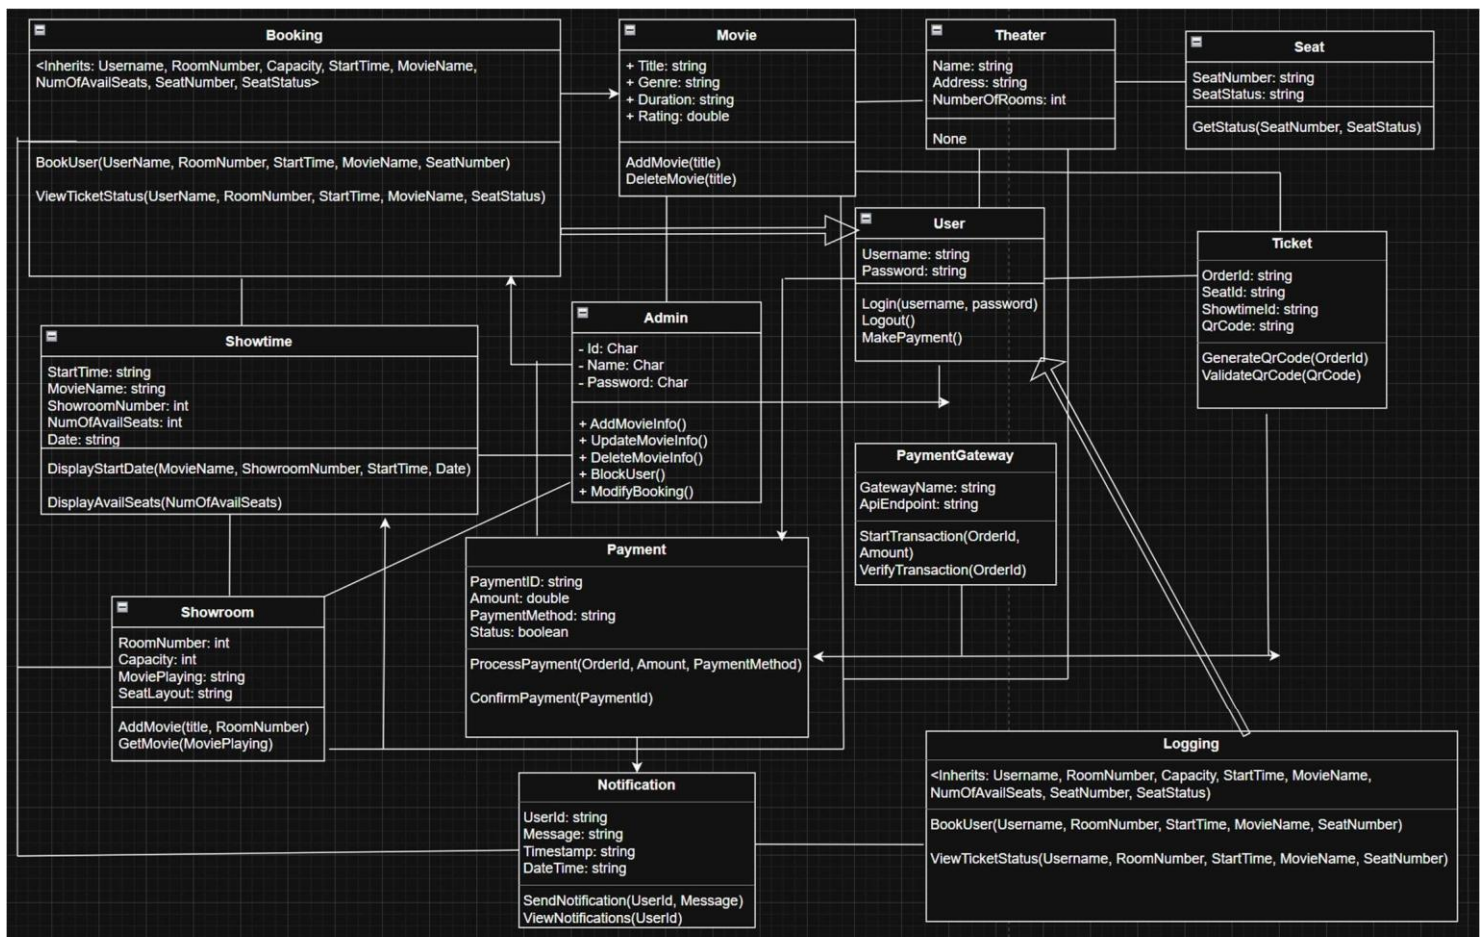 Booking
<Inherits: Username, RoomNumber, Capacity, StartTime, MovieName,
NumOfAvailSeats, SeatNumber, SeatStatus>
BookUser(UserName, RoomNumber, StartTime, MovieName, SeatNumber)
ViewTicketStatus(UserName, RoomNumber, StartTime, MovieName, SeatStatus)
Movie
+ Title: string
+ Genre: string
+ Duration: string
+ Rating: double
AddMovie(title)
DeleteMovie(title)
Theater
Name: string
Address: string
NumberOfRooms: int
None
Seat
SeatNumber: string
SeatStatus: string
GetStatus(SeatNumber, SeatStatus)
User
Username: string
Password: string
Login(username, password)
Logout()
MakePayment()
Ticket
OrderId: string
SeatId: string
ShowtimeId: string
QrCode: string
GenerateQrCode(OrderId)
ValidateQrCode(QrCode)
Showtime
StartTime: string
MovieName: string
ShowroomNumber: int
NumOfAvailSeats: int
Date: string
DisplayStartDate(MovieName, ShowroomNumber, StartTime, Date)
DisplayAvailSeats(NumOfAvailSeats)
Admin
- Id: Char
- Name: Char
- Password: Char
+ AddMovieInfo()
+ UpdateMovieInfo()
+ DeleteMovieInfo()
+ BlockUser()
+ ModifyBooking()
PaymentGateway
GatewayName: string
ApiEndpoint: string
StartTransaction(OrderId,
Amount)
VerifyTransaction(OrderId)
Payment
PaymentID: string
Amount: double
PaymentMethod: string
Status: boolean
ProcessPayment(OrderId, Amount, PaymentMethod)
ConfirmPayment(PaymentId)
Showroom
RoomNumber: int
Capacity: int
MoviePlaying: string
SeatLayout: string
AddMovie(title, RoomNumber)
GetMovie(MoviePlaying)
Notification
UserId: string
Message: string
Timestamp: string
DateTime: string
SendNotification(UserId, Message)
ViewNotifications(UserId)
Logging
<Inherits: Username, RoomNumber, Capacity, StartTime, MovieName,
NumOfAvailSeats, SeatNumber, SeatStatus)
BookUser(Username, RoomNumber, StartTime, MovieName, SeatNumber)
ViewTicketStatus(Username, RoomNumber, StartTime, MovieName, SeatNumber)